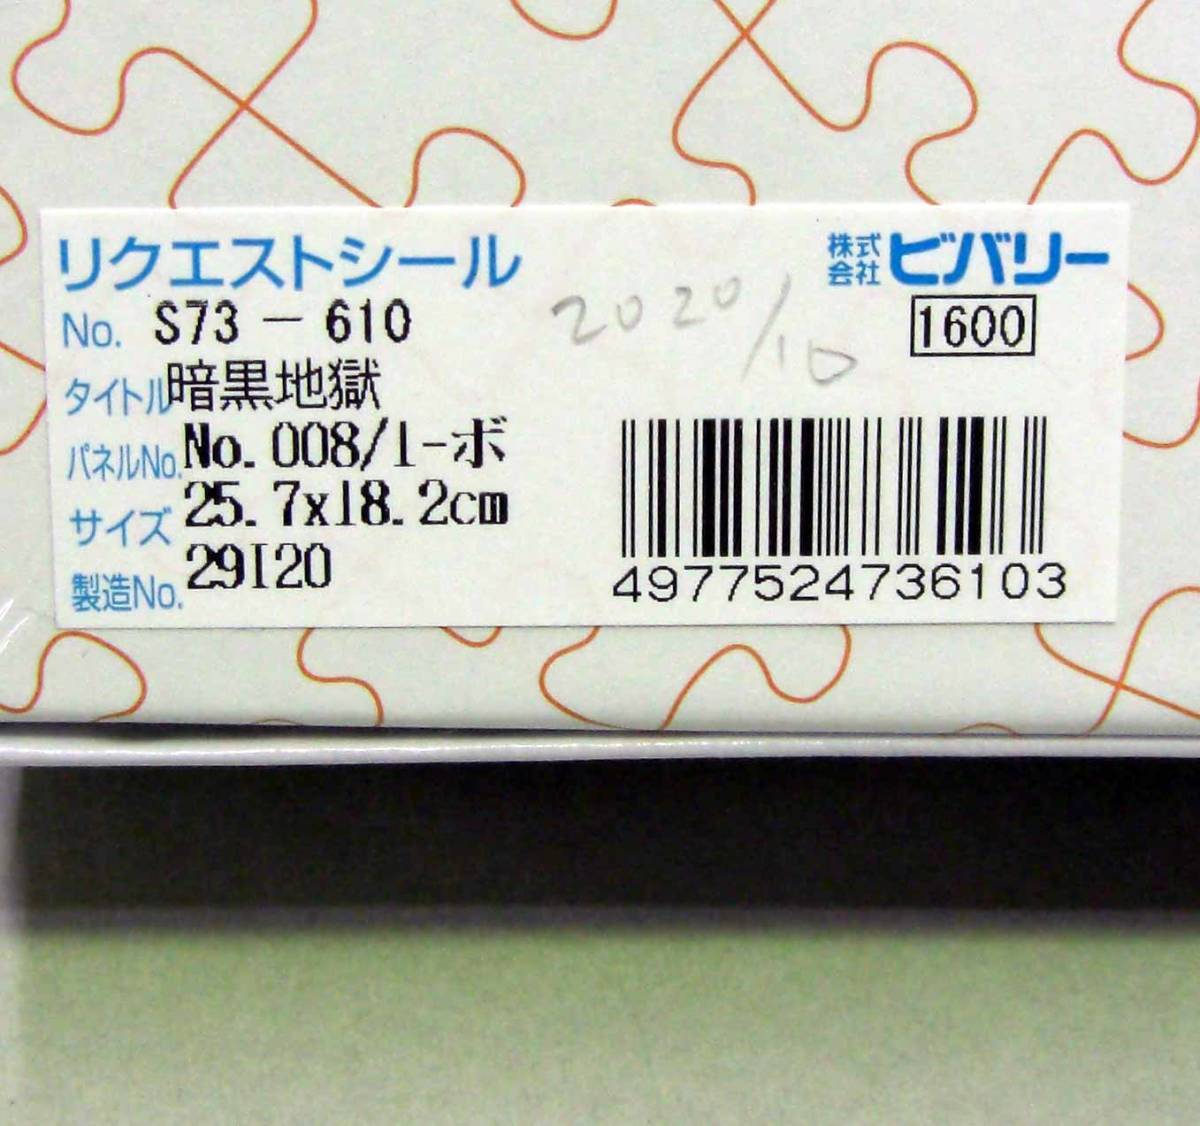 リクエストシール
株式会社 ビバリー
No. S73-610
2020/10
1600
タイトル 暗黒地獄
パネルNo. No.008/1-ボ
サイズ 25.7x18.2cm
製造No. 29I20
4977524736103